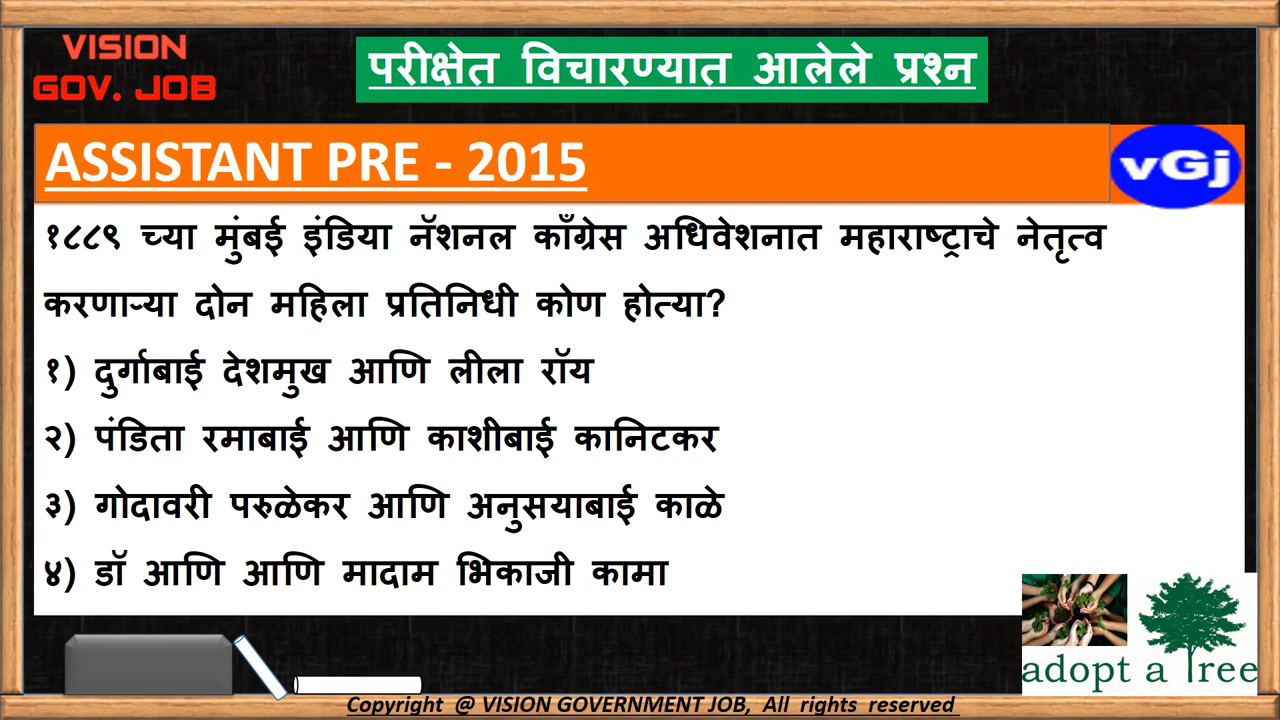 VISION
GOV. JOB
परीक्षेत विचारण्यात आलेले प्रश्न
ASSISTANT PRE - 2015
vGj
१८८९ च्या मुंबई इंडिया नॅशनल काँग्रेस अधिवेशनात महाराष्ट्राचे नेतृत्व
करणाऱ्या दोन महिला प्रतिनिधी कोण होत्या?
१) दुर्गाबाई देशमुख आणि लीला रॉय
२) पंडिता रमाबाई आणि काशीबाई कानिटकर
३) गोदावरी परुळेकर आणि अनुसयाबाई काळे
४) डॉ आणि आणि मादाम भिकाजी कामा
adopt a Tree
Copyright @ VISION GOVERNMENT JOB, All rights reserved